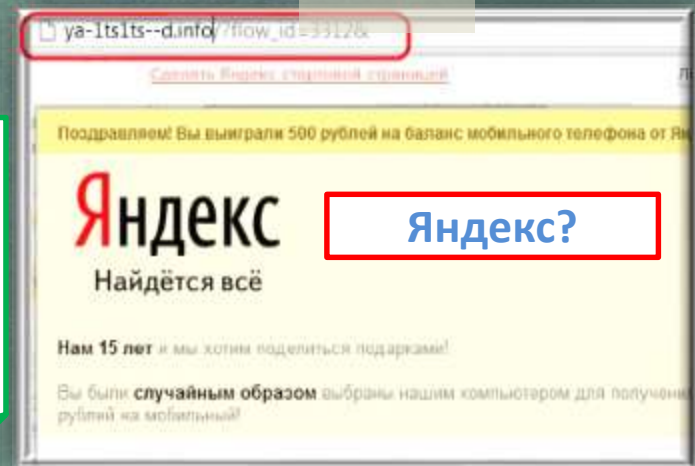 ya-1ts1ts--d.info/?flow_id=3312&
Сделать Яндекс стартовой страницей
Поздравляем! Вы выиграли 500 рублей на баланс мобильного телефона от
Яндекс
Яндекс?
Найдётся всё
Нам 15 лет и мы хотим поделиться подарками!
Вы были случайным образом выбраны нашим компьютером для
рублей на мобильный!